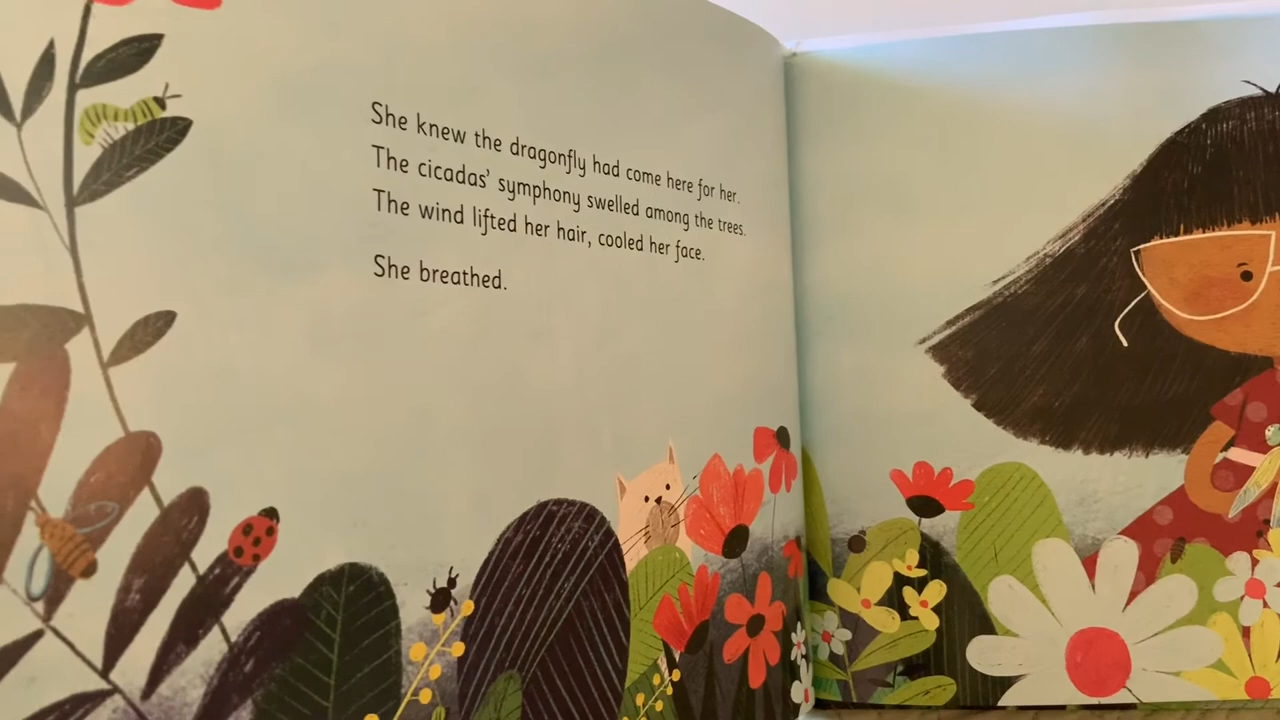 She knew the dragonfly had come here for her.
The cicadas’ symphony swelled among the trees.
The wind lifted her hair, cooled her face.
She breathed.